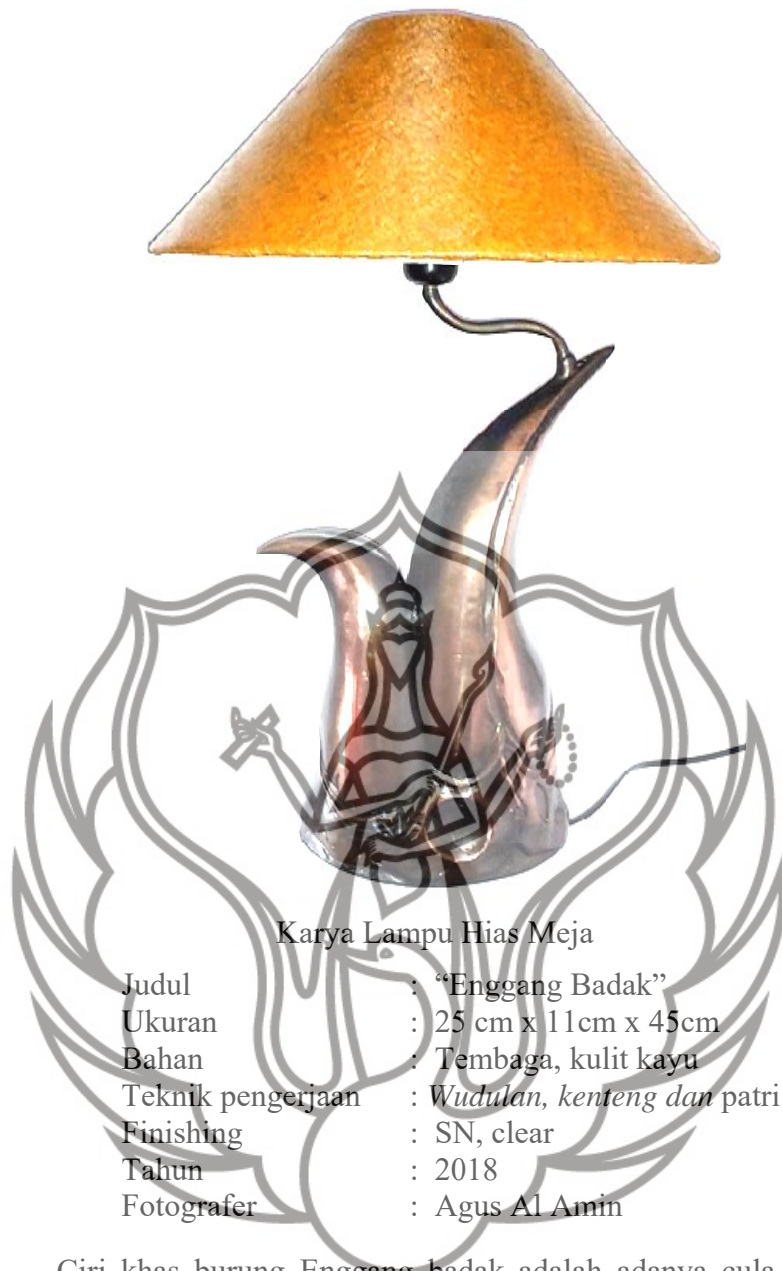 Karya Lampu Hias Meja
Judul : “Enggang Badak”
Ukuran : 25 cm x 11cm x 45cm
Bahan : Tembaga, kulit kayu
Teknik pengerjaan : Wudulan, kenteng dan patri
Finishing : SN, clear
Tahun : 2018
Fotografer : Agus Al Amin
Ciri khas burung Enggang badak adalah adanya cula